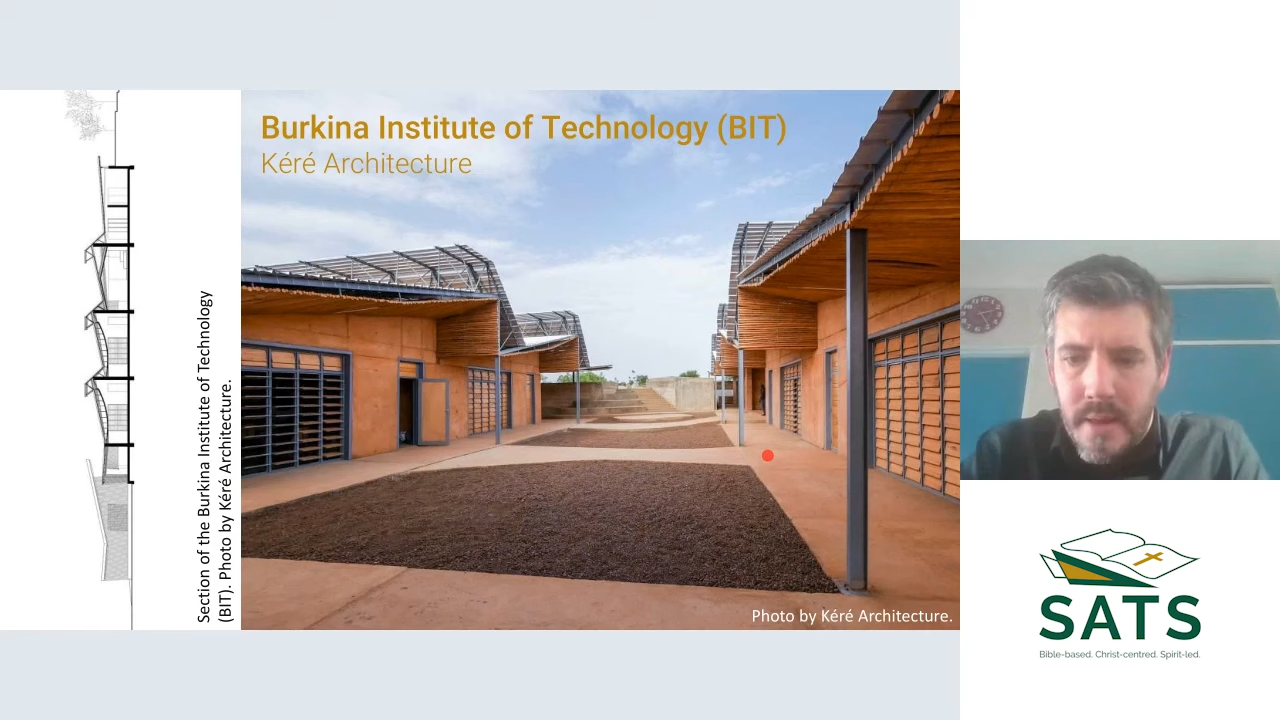 Burkina Institute of Technology (BIT)
Kéré Architecture
Section of the Burkina Institute of Technology
(BIT). Photo by Kéré Architecture.
Photo by Kéré Architecture.
SATS
Bible-based. Christ-centred. Spirit-led.